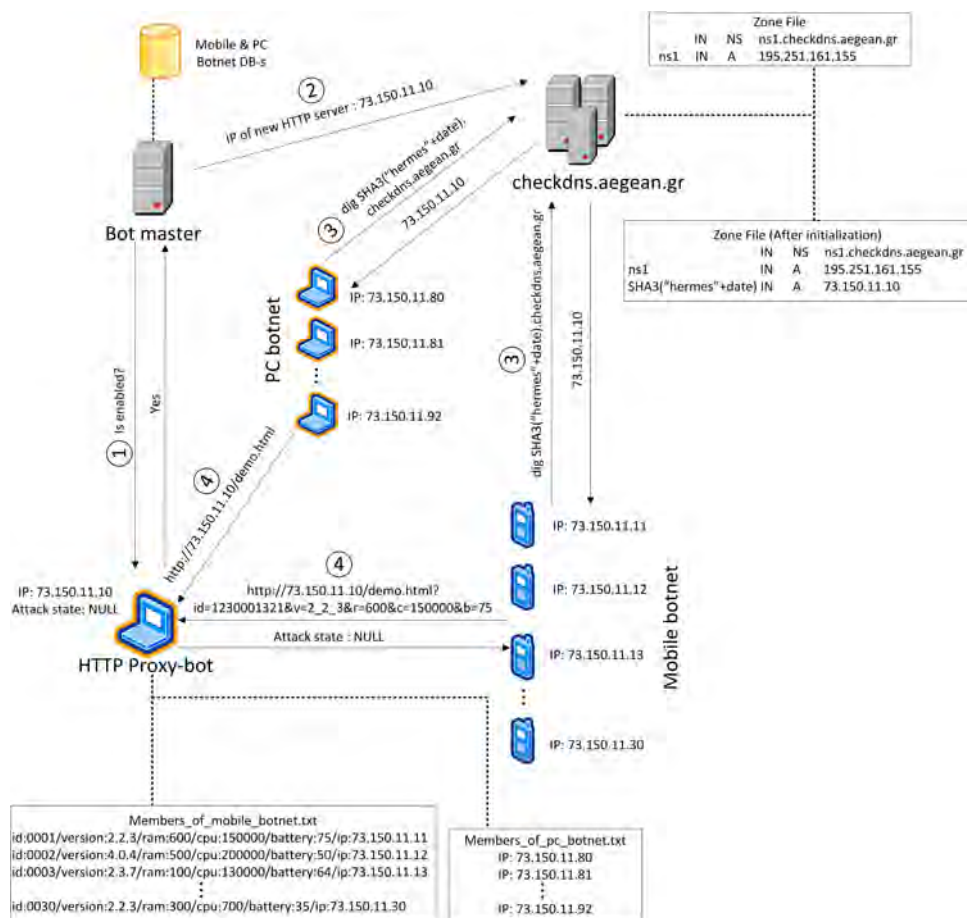 Mobile & PC
Botnet DB-s
Zone File
IN NS ns1.checkdns.aegean.gr
ns1 IN A 195.251.161.155
2
IP of new HTTP server : 73.150.11.10
checkdns.aegean.gr
Bot master
3
dig SHA3("hermes"+date).
checkdns.aegean.gr
73.150.11.10
Zone File (After initialization)
IN NS ns1.checkdns.aegean.gr
ns1 IN A 195.251.161.155
SHA3("hermes"+date) IN A 73.150.11.10
PC botnet
IP: 73.150.11.80
IP: 73.150.11.81
IP: 73.150.11.92
1
Is enabled?
Yes
3
dig SHA3("hermes"+date).checkdns.aegean.gr
73.150.11.10
4
http://73.150.11.10/demo.html
Mobile botnet
IP: 73.150.11.11
IP: 73.150.11.12
IP: 73.150.11.13
IP: 73.150.11.30
4
http://73.150.11.10/demo.html?
id=1230001321&v=2_2_3&r=600&c=150000&b=75
Attack state : NULL
IP: 73.150.11.10
Attack state: NULL
HTTP Proxy-bot
Members_of_mobile_botnet.txt
id:0001/version:2.2.3/ram:600/cpu:150000/battery:75/ip:73.150.11.11
id:0002/version:4.0.4/ram:500/cpu:200000/battery:50/ip:73.150.11.12
id:0003/version:2.3.7/ram:100/cpu:130000/battery:64/ip:73.150.11.13
id:0030/version:2.2.3/ram:300/cpu:700/battery:35/ip:73.150.11.30
Members_of_pc_botnet.txt
IP: 73.150.11.80
IP: 73.150.11.81
IP: 73.150.11.92